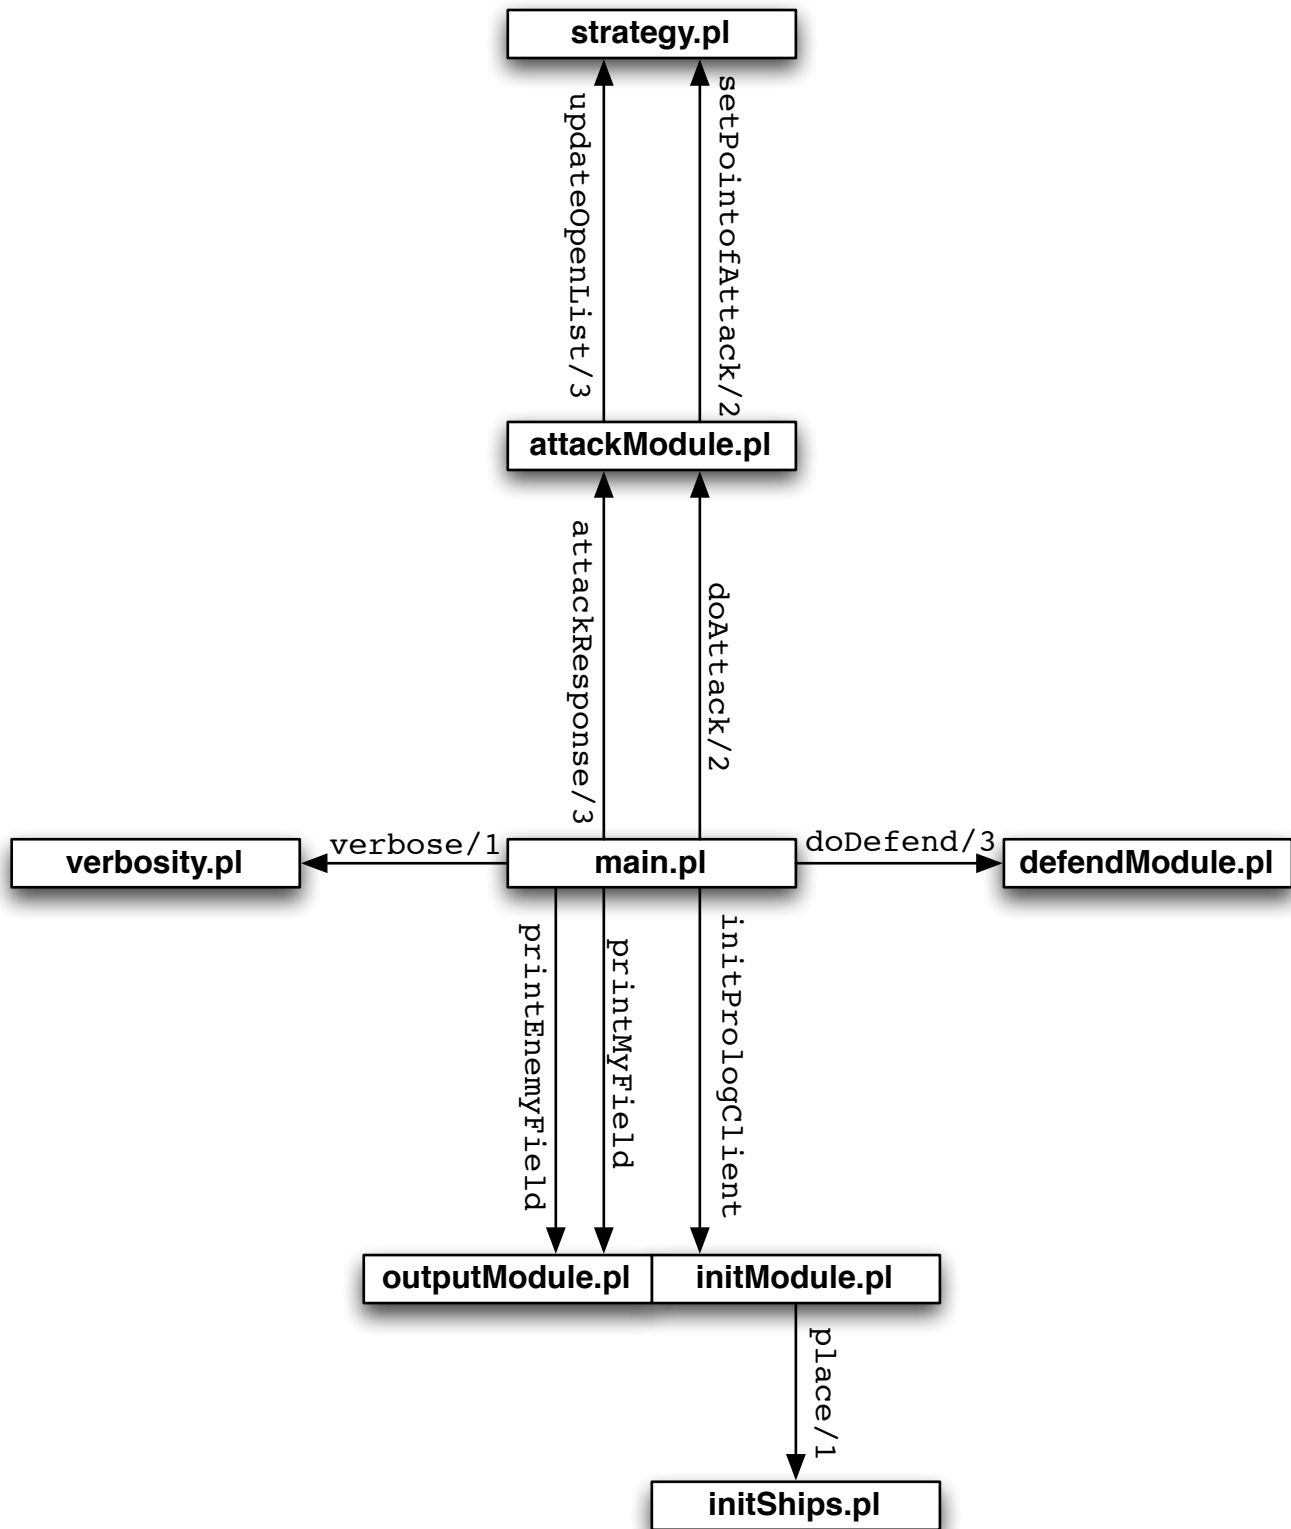 strategy.pl
updateOpenList/3
setPointofAttack/2
attackModule.pl
attackResponse/3
doAttack/2
verbosity.pl
verbose/1
main.pl
doDefend/3
defendModule.pl
printEnemyField
printMyField
initPrologClient
outputModule.pl
initModule.pl
place/1
initShips.pl